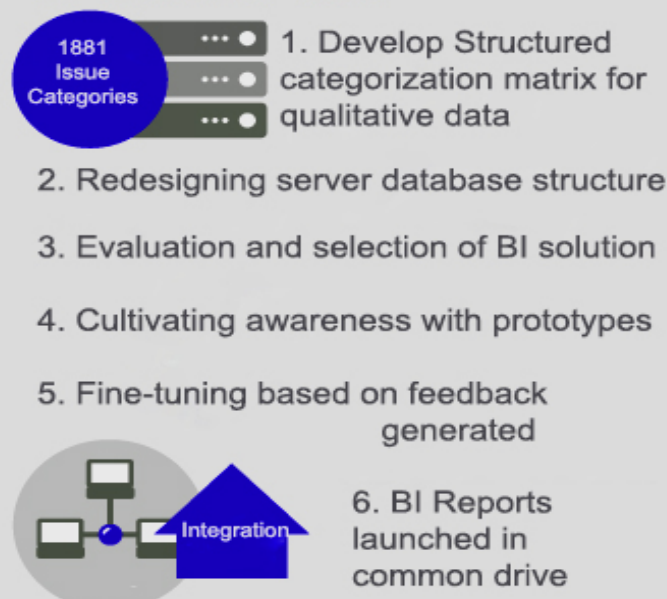 1881
Issue
Categories
1. Develop Structured
categorization matrix for
qualitative data
2. Redesigning server database structure
3. Evaluation and selection of BI solution
4. Cultivating awareness with prototypes
5. Fine-tuning based on feedback
generated
Integration
6. BI Reports
launched in
common drive